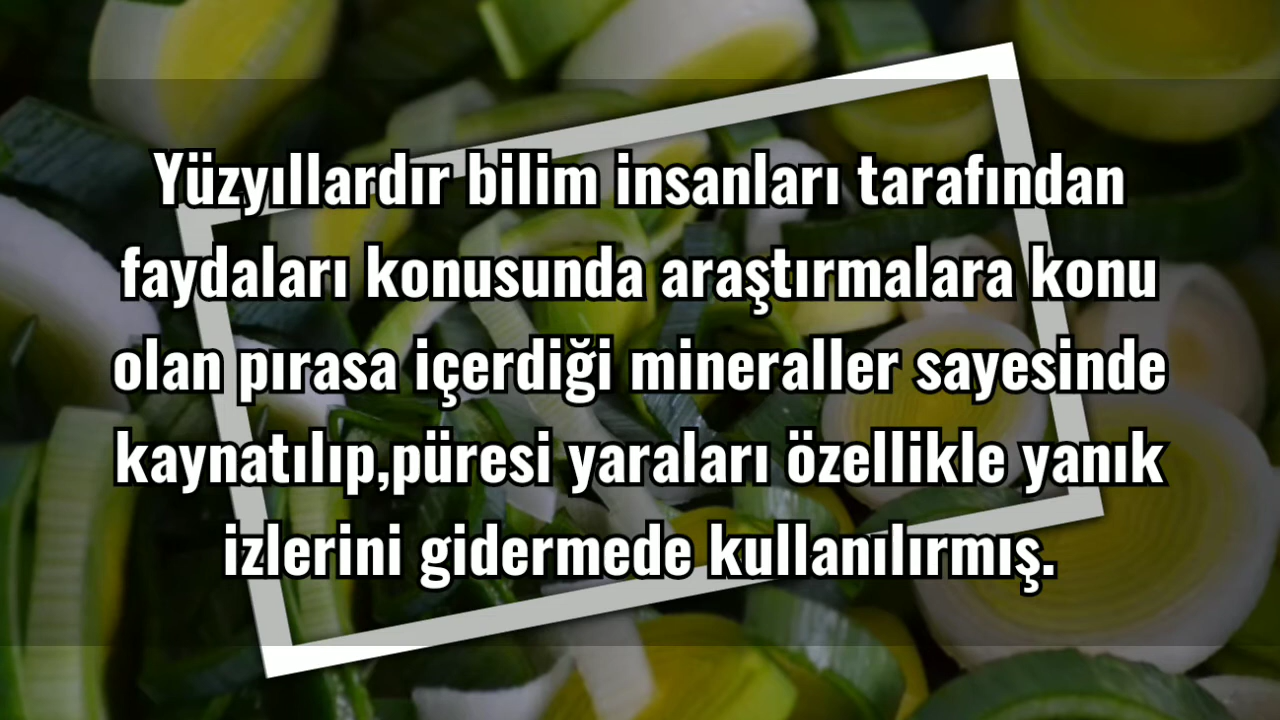 Yüzyıllardır bilim insanları tarafından
faydaları konusunda araştırmalara konu
olan pırasa içerdiği mineraller sayesinde
kaynatılıp,püresi yaraları özellikle yanık
izlerini gidermede kullanılırmış.